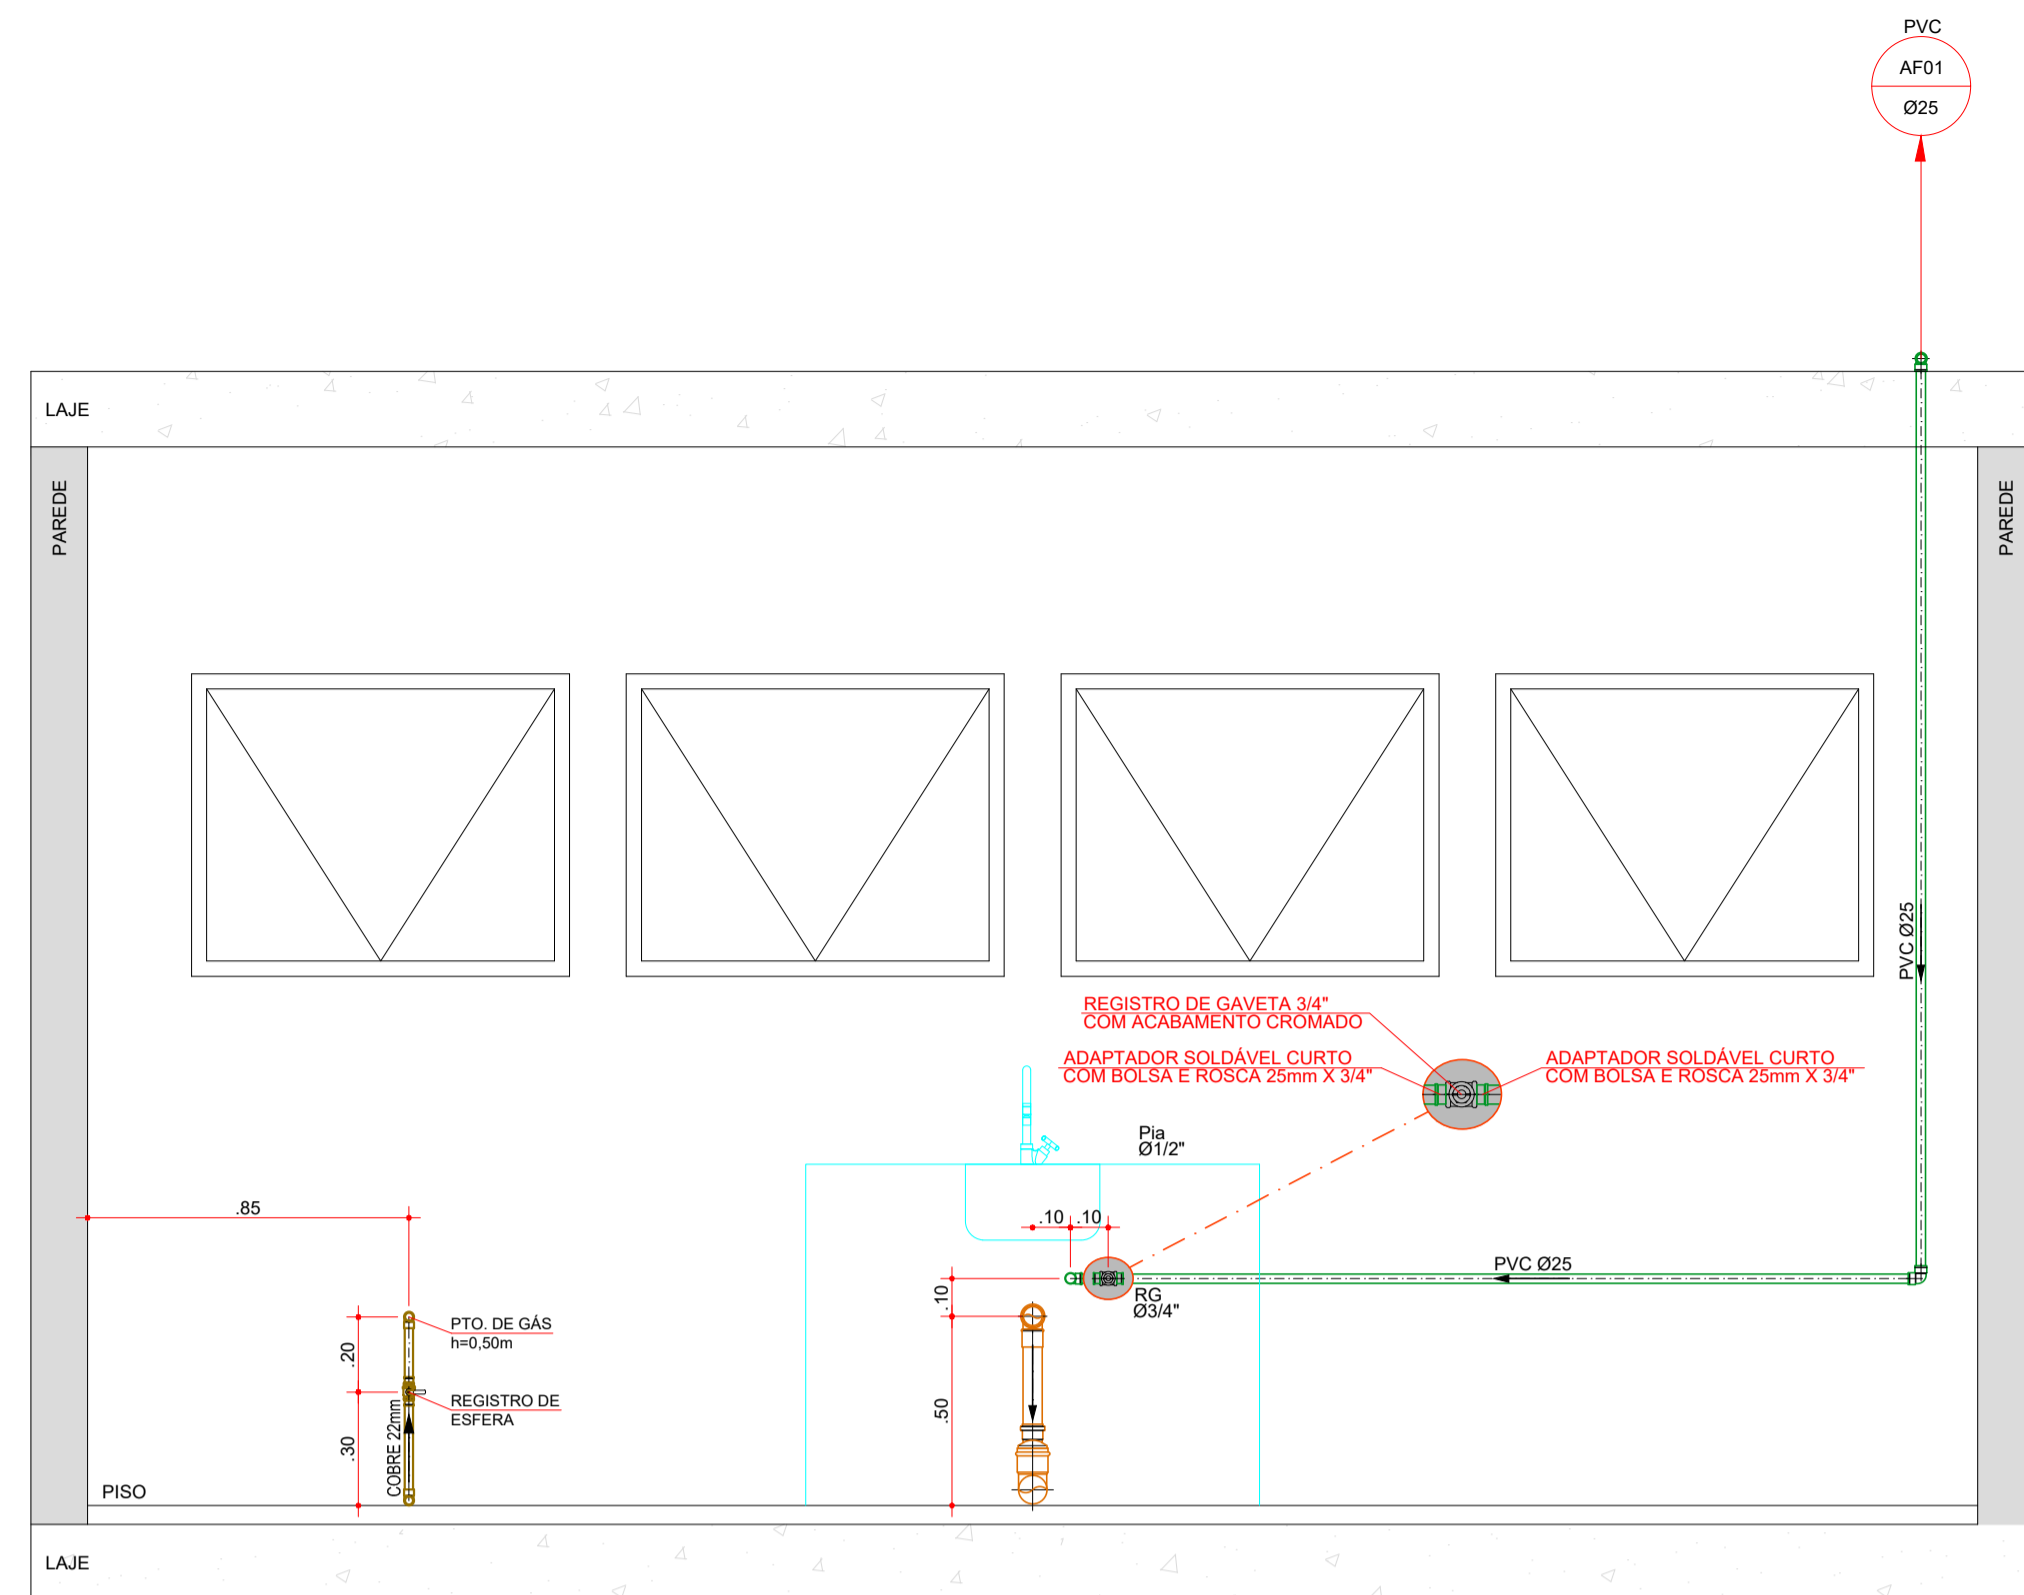 PVC
AF01
Ø25
LAJE
PAREDE
PAREDE
PVC Ø25
REGISTRO DE GAVETA 3/4"
COM ACABAMENTO CROMADO
ADAPTADOR SOLDÁVEL CURTO
COM BOLSA E ROSCA 25mm X 3/4"
ADAPTADOR SOLDÁVEL CURTO
COM BOLSA E ROSCA 25mm X 3/4"
Pia
Ø1/2"
.85
.10
.10
PVC Ø25
.10
RG
Ø3/4"
PTO. DE GÁS
h=0,50m
.20
REGISTRO DE
ESFERA
.50
.30
COBRE 22mm
PISO
LAJE